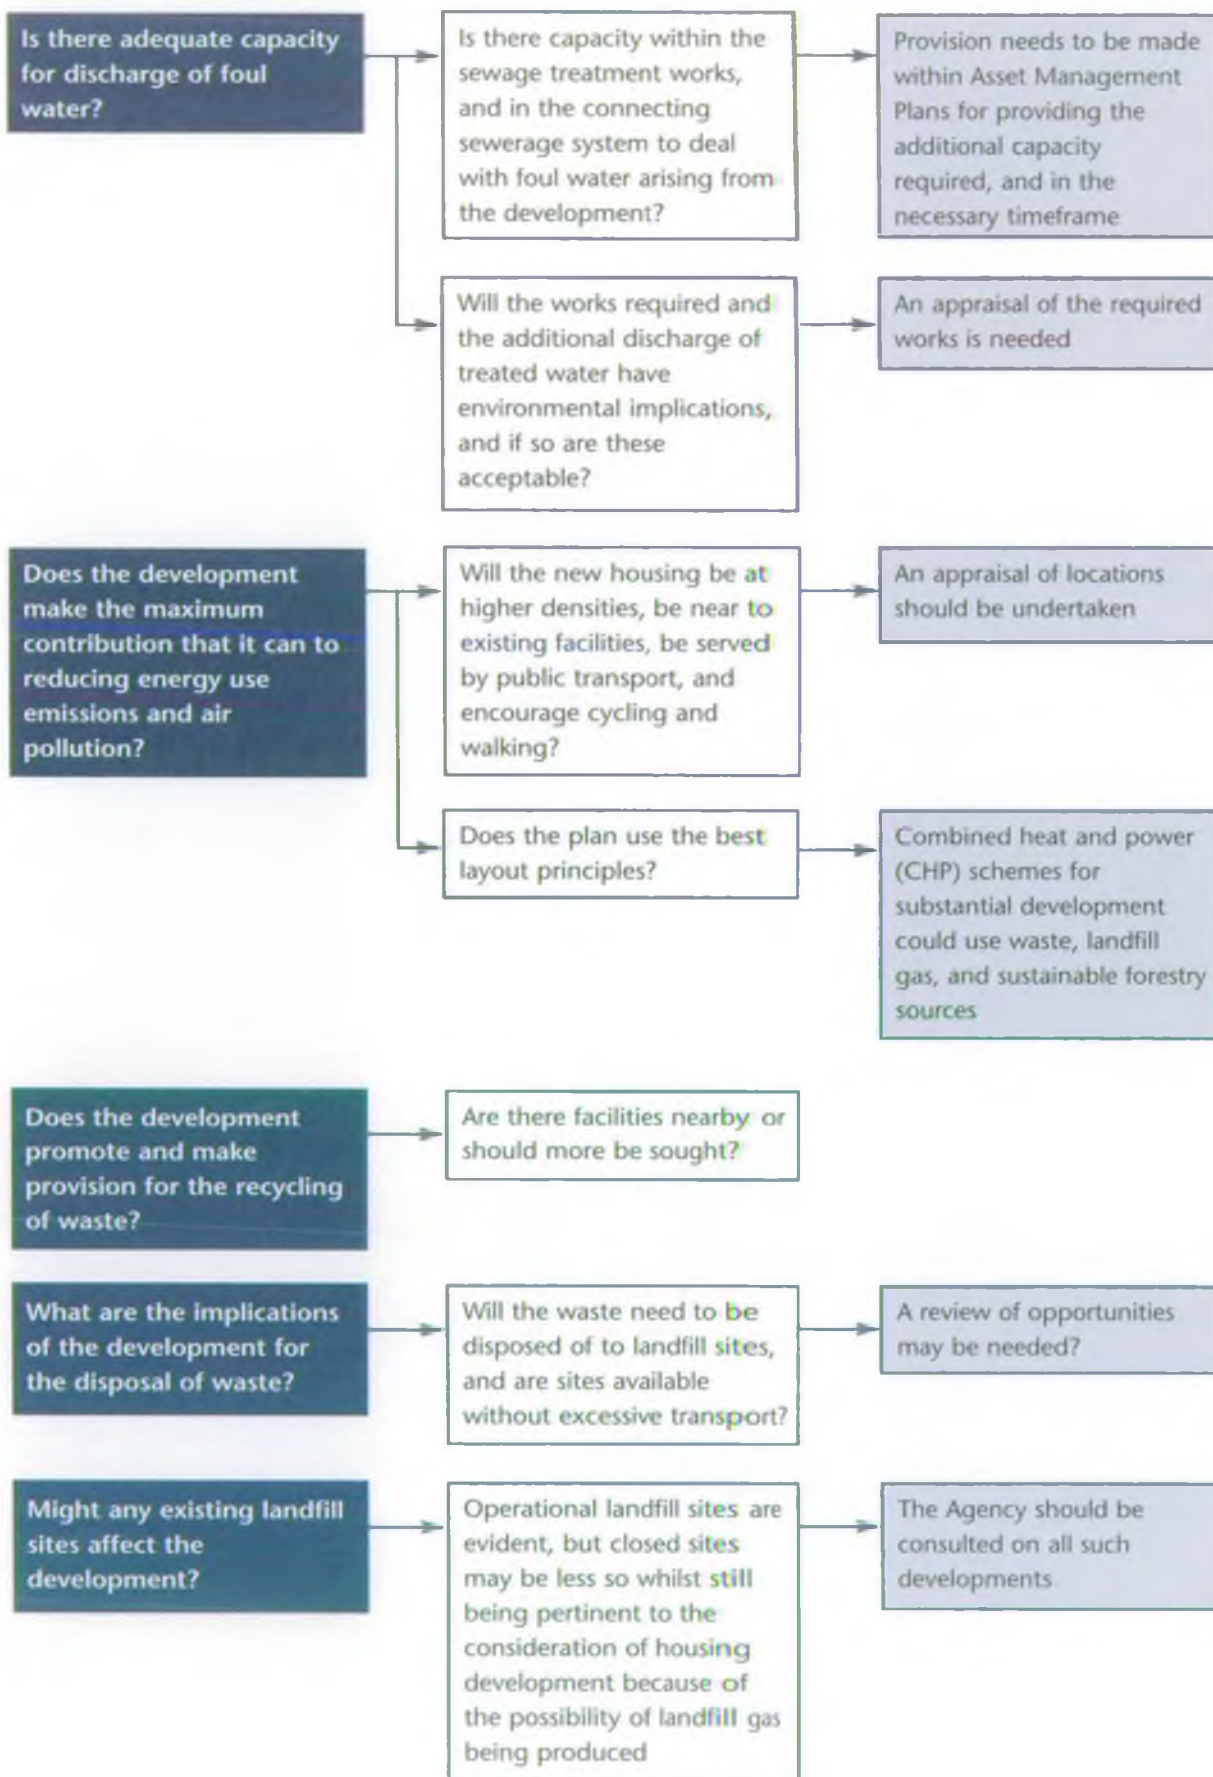 Is there adequate capacity
for discharge of foul
water?
Is there capacity within the
sewage treatment works,
and in the connecting
sewerage system to deal
with foul water arising from
the development?
Provision needs to be made
within Asset Management
Plans for providing the
additional capacity
required, and in the
necessary timeframe
Will the works required and
the additional discharge of
treated water have
environmental implications,
and if so are these
acceptable?
An appraisal of the required
works is needed
Does the development
make the maximum
contribution that it can to
reducing energy use
emissions and air
pollution?
Will the new housing be at
higher densities, be near to
existing facilities, be served
by public transport, and
encourage cycling and
walking?
An appraisal of locations
should be undertaken
Does the plan use the best
layout principles?
Combined heat and power
(CHP) schemes for
substantial development
could use waste, landfill
gas, and sustainable forestry
sources
Does the development
promote and make
provision for the recycling
of waste?
Are there facilities nearby or
should more be sought?
What are the implications
of the development for
the disposal of waste?
Will the waste need to be
disposed of to landfill sites,
and are sites available
without excessive transport?
A review of opportunities
may be needed?
Might any existing landfill
sites affect the
development?
Operational landfill sites are
evident, but closed sites
may be less so whilst still
being pertinent to the
consideration of housing
development because of
the possibility of landfill gas
being produced
The Agency should be
consulted on all such
developments